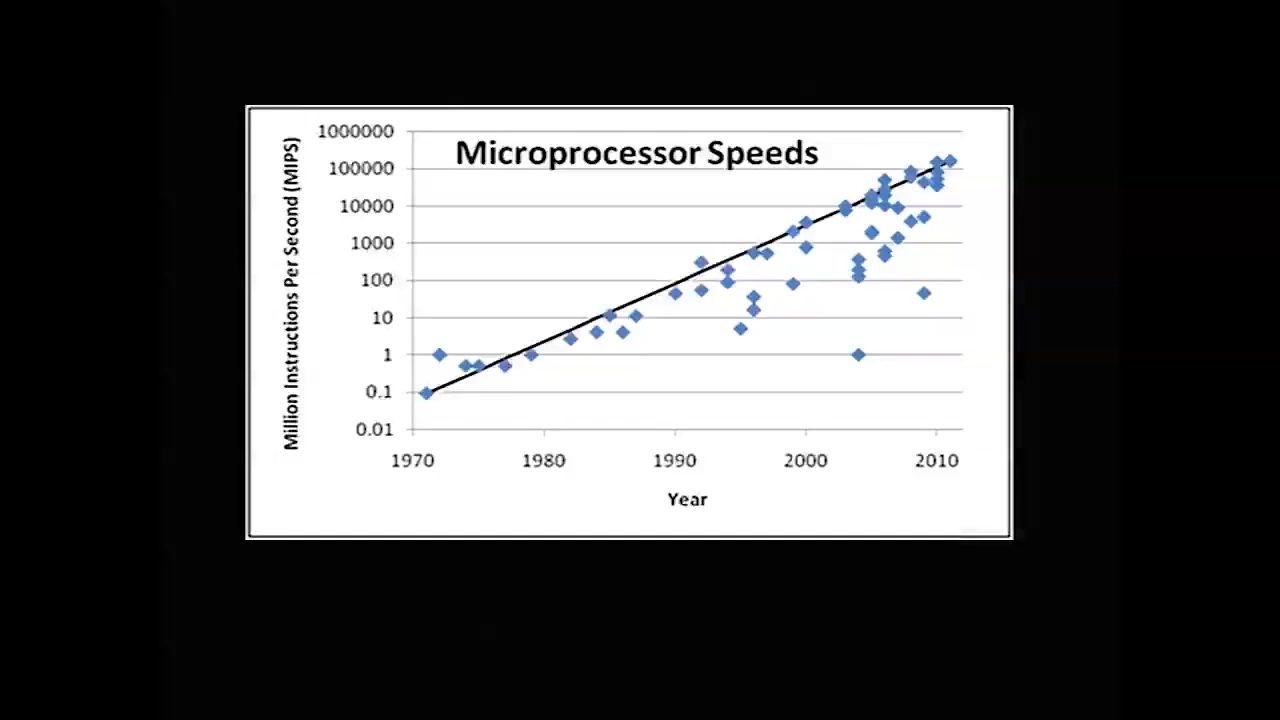 Microprocessor Speeds
Million Instructions Per Second (MIPS)
1000000
100000
10000
1000
100
10
1
0.1
0.01
1970 1980 1990 2000 2010
Year